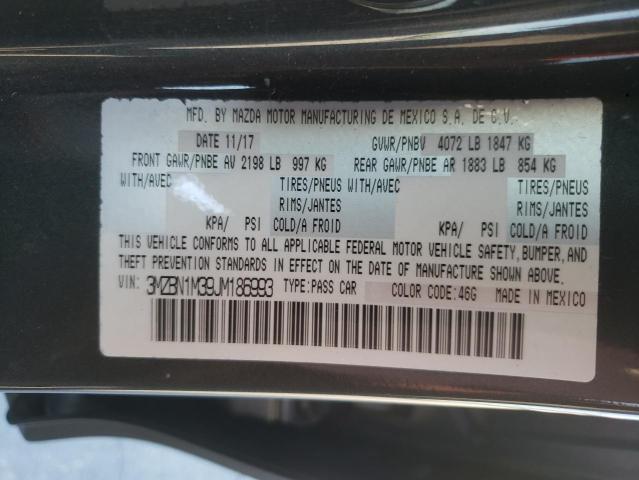 MFD. BY MAZDA MOTOR MANUFACTURING DE MEXICO S.A. DE C.V.
DATE 11/17 GVWR/PNBV 4072 LB 1847 KG
FRONT GAWR/PNBE AV 2198 LB 997 KG REAR GAWR/PNBE AR 1883 LB 854 KG
WITH/AVEC TIRES/PNEUS WITH/AVEC TIRES/PNEUS
RIMS/JANTES RIMS/JANTES
KPA/ PSI COLD/A FROID KPA/ PSI COLD/A FROID
THIS VEHICLE CONFORMS TO ALL APPLICABLE FEDERAL MOTOR VEHICLE SAFETY, BUMPER, AND
THEFT PREVENTION STANDARDS IN EFFECT ON THE DATE OF MANUFACTURE SHOWN ABOVE.
VIN: 3MZBN1M39JM186993 TYPE:PASS CAR COLOR CODE:46G MADE IN MEXICO